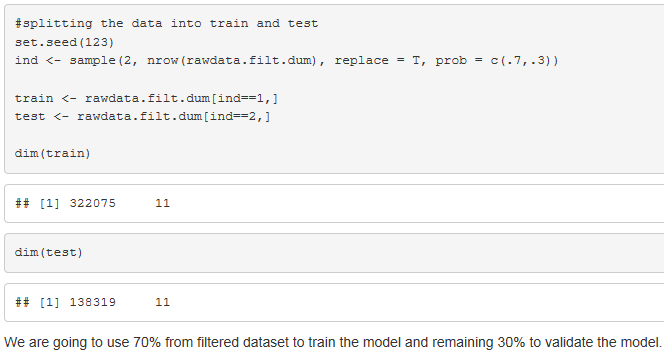 #splitting the data into train and test
set.seed(123)
ind <- sample(2, nrow(rawdata.filt.dum), replace = T, prob = c(.7,.3))
train <- rawdata.filt.dum[ind==1,]
test <- rawdata.filt.dum[ind==2,]
dim(train)
## [1] 322075     11
dim(test)
## [1] 138319     11
We are going to use 70% from filtered dataset to train the model and remaining 30% to validate the model.